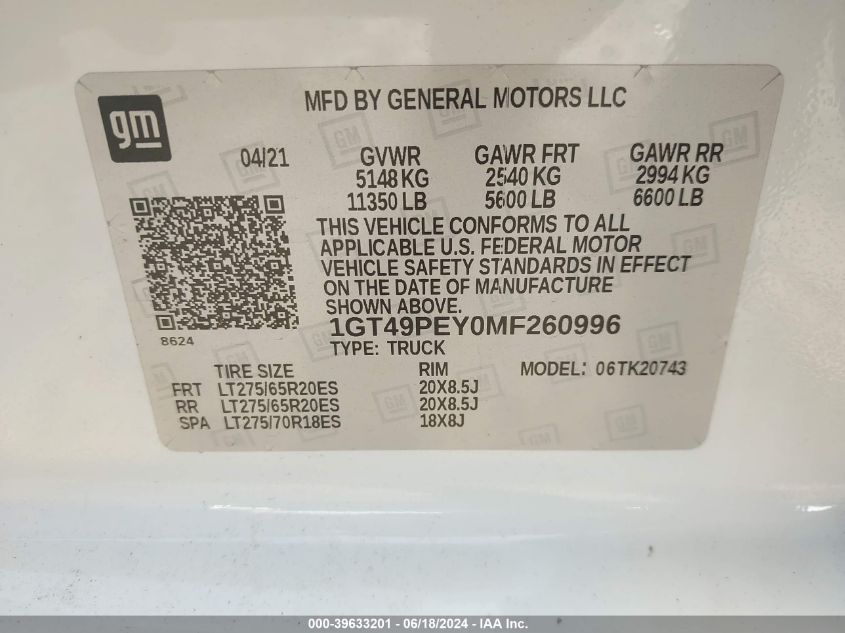 gm
MFD BY GENERAL MOTORS LLC
04/21 GVWR GAWR FRT GAWR RR
5148 KG 2540 KG 2994 KG
11350 LB 5600 LB 6600 LB
THIS VEHICLE CONFORMS TO ALL
APPLICABLE U.S. FEDERAL MOTOR
VEHICLE SAFETY STANDARDS IN EFFECT
ON THE DATE OF MANUFACTURE
SHOWN ABOVE.
1GT49PEY0MF260996
8624
TYPE: TRUCK
TIRE SIZE RIM MODEL: 06TK20743
FRT LT275/65R20ES 20X8.5J
RR LT275/65R20ES 20X8.5J
SPA LT275/70R18ES 18X8J
000-39633201 - 06/18/2024 - IAA Inc.